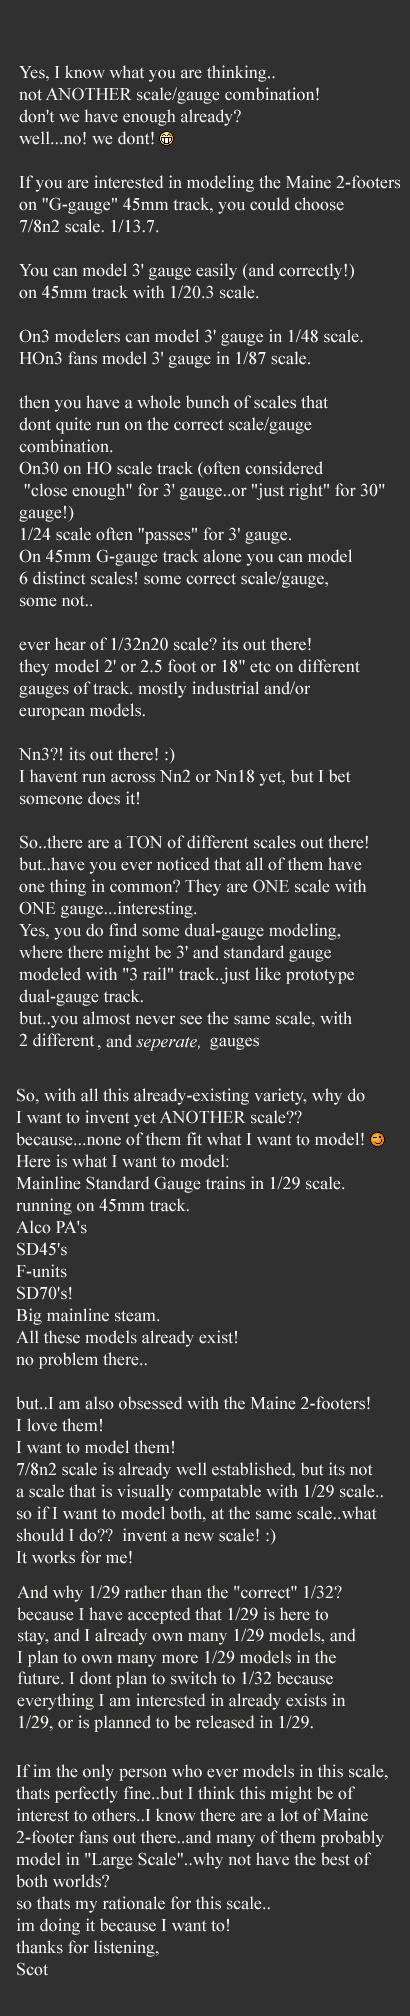 Yes, I know what you are thinking..
not ANOTHER scale/gauge combination!
don't we have enough already?
well...no! we dont!
If you are interested in modeling the Maine 2-footers
on "G-gauge" 45mm track, you could choose
7/8n2 scale. 1/13.7.
You can model 3' gauge easily (and correctly!)
on 45mm track with 1/20.3 scale.
On3 modelers can model 3' gauge in 1/48 scale.
HOn3 fans model 3' gauge in 1/87 scale.
then you have a whole bunch of scales that
dont quite run on the correct scale/gauge
combination.
On30 on HO scale track (often considered
"close enough" for 3' gauge..or "just right" for 30"
gauge!)
1/24 scale often "passes" for 3' gauge.
On 45mm G-gauge track alone you can model
6 distinct scales! some correct scale/gauge,
some not..
ever hear of 1/32n20 scale? its out there!
they model 2' or 2.5 foot or 18" etc on different
gauges of track. mostly industrial and/or
european models.
Nn3?! its out there! :)
I havent run across Nn2 or Nn18 yet, but I bet
someone does it!
So..there are a TON of different scales out there!
but..have you ever noticed that all of them have
one thing in common? They are ONE scale with
ONE gauge...interesting.
Yes, you do find some dual-gauge modeling,
where there might be 3' and standard gauge
modeled with "3 rail" track..just like prototype
dual-gauge track.
but..you almost never see the same scale, with
2 different , and seperate, gauges
So, with all this already-existing variety, why do
I want to invent yet ANOTHER scale??
because...none of them fit what I want to model!
Here is what I want to model:
Mainline Standard Gauge trains in 1/29 scale.
running on 45mm track.
Alco PA's
SD45's
F-units
SD70's!
Big mainline steam.
All these models already exist!
no problem there..
but..I am also obsessed with the Maine 2-footers!
I love them!
I want to model them!
7/8n2 scale is already well established, but its not
a scale that is visually compatable with 1/29 scale..
so if I want to model both, at the same scale..what
should I do?? invent a new scale! :)
It works for me!
And why 1/29 rather than the "correct" 1/32?
because I have accepted that 1/29 is here to
stay, and I already own many 1/29 models, and
I plan to own many more 1/29 models in the
future. I dont plan to switch to 1/32 because
everything I am interested in already exists in
1/29, or is planned to be released in 1/29.
If im the only person who ever models in this scale,
thats perfectly fine..but I think this might be of
interest to others..I know there are a lot of Maine
2-footer fans out there..and many of them probably
model in "Large Scale"..why not have the best of
both worlds?
so thats my rationale for this scale..
im doing it because I want to!
thanks for listening,
Scot